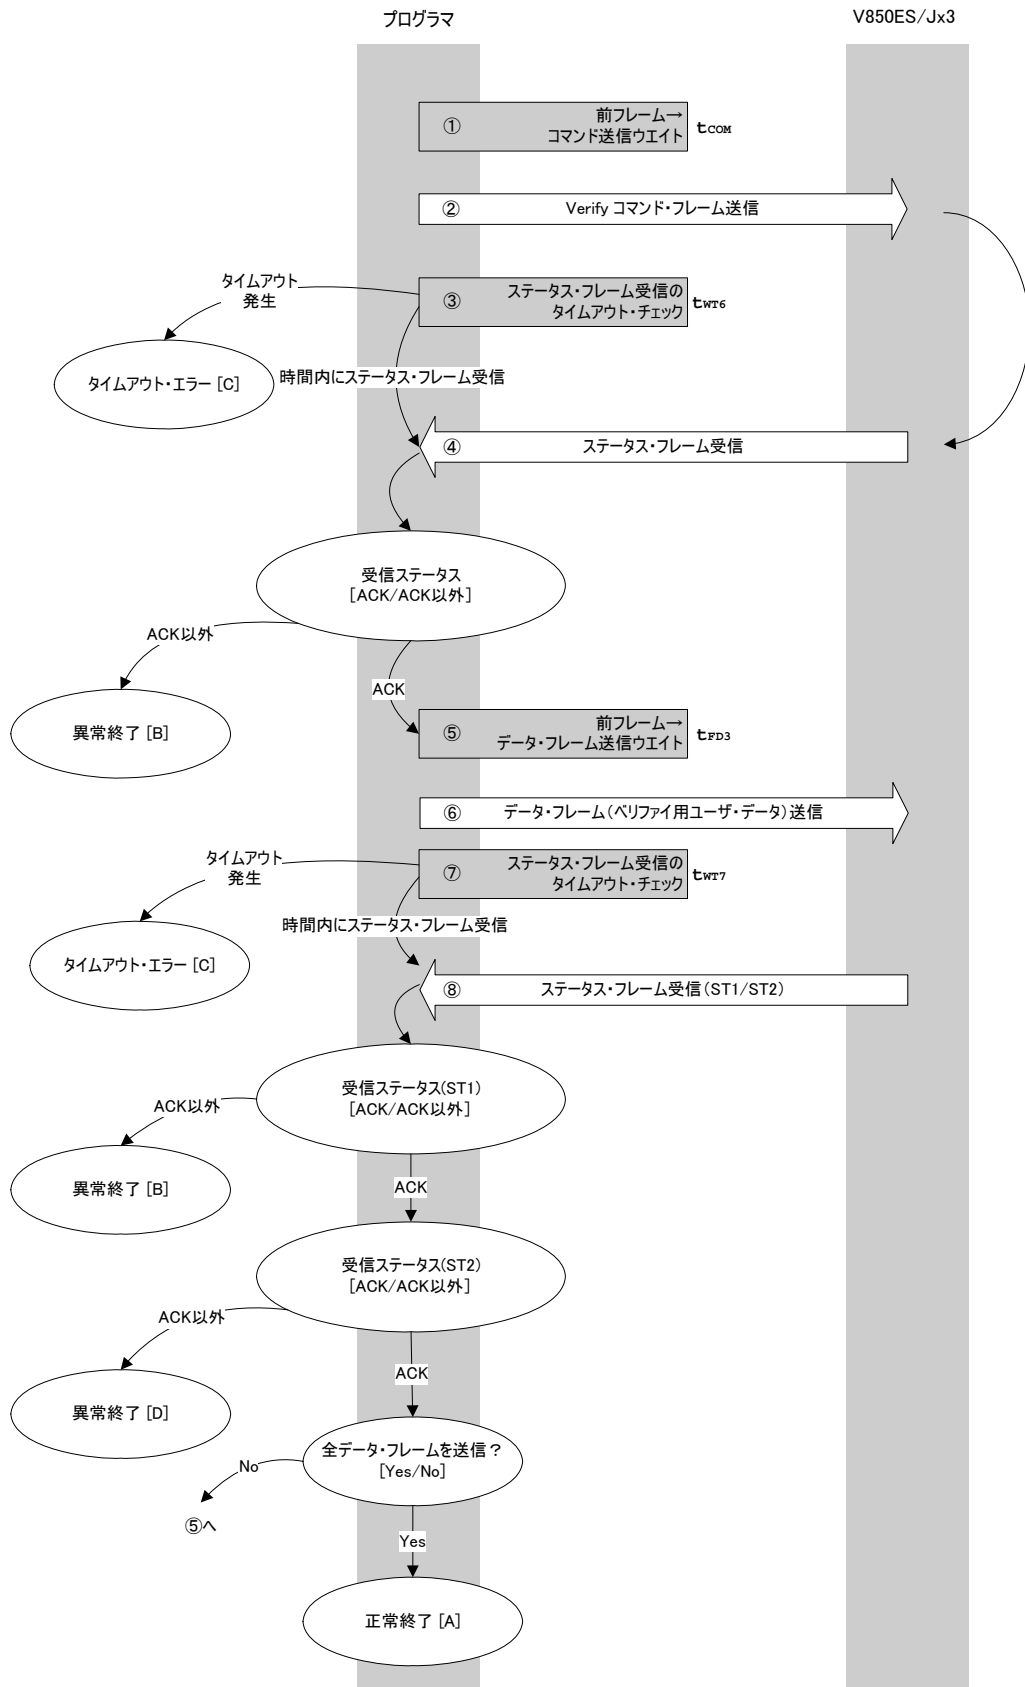 プログラマ
V850ES/Jx3
①
前フレーム→
コマンド送信ウエイト
tCOM
②
Verify コマンド・フレーム送信
タイムアウト
発生
③
ステータス・フレーム受信の
タイムアウト・チェック
tWT6
タイムアウト・エラー [C]
時間内にステータス・フレーム受信
④
ステータス・フレーム受信
受信ステータス
[ACK/ACK以外]
ACK以外
ACK
異常終了 [B]
⑤
前フレーム→
データ・フレーム送信ウエイト
tFD3
⑥
データ・フレーム（ベリファイ用ユーザ・データ）送信
タイムアウト
発生
⑦
ステータス・フレーム受信の
タイムアウト・チェック
tWT7
時間内にステータス・フレーム受信
タイムアウト・エラー [C]
⑧
ステータス・フレーム受信（ST1/ST2）
受信ステータス(ST1)
[ACK/ACK以外]
ACK以外
ACK
異常終了 [B]
受信ステータス(ST2)
[ACK/ACK以外]
ACK以外
ACK
異常終了 [D]
全データ・フレームを送信？
[Yes/No]
No
⑤へ
Yes
正常終了 [A]